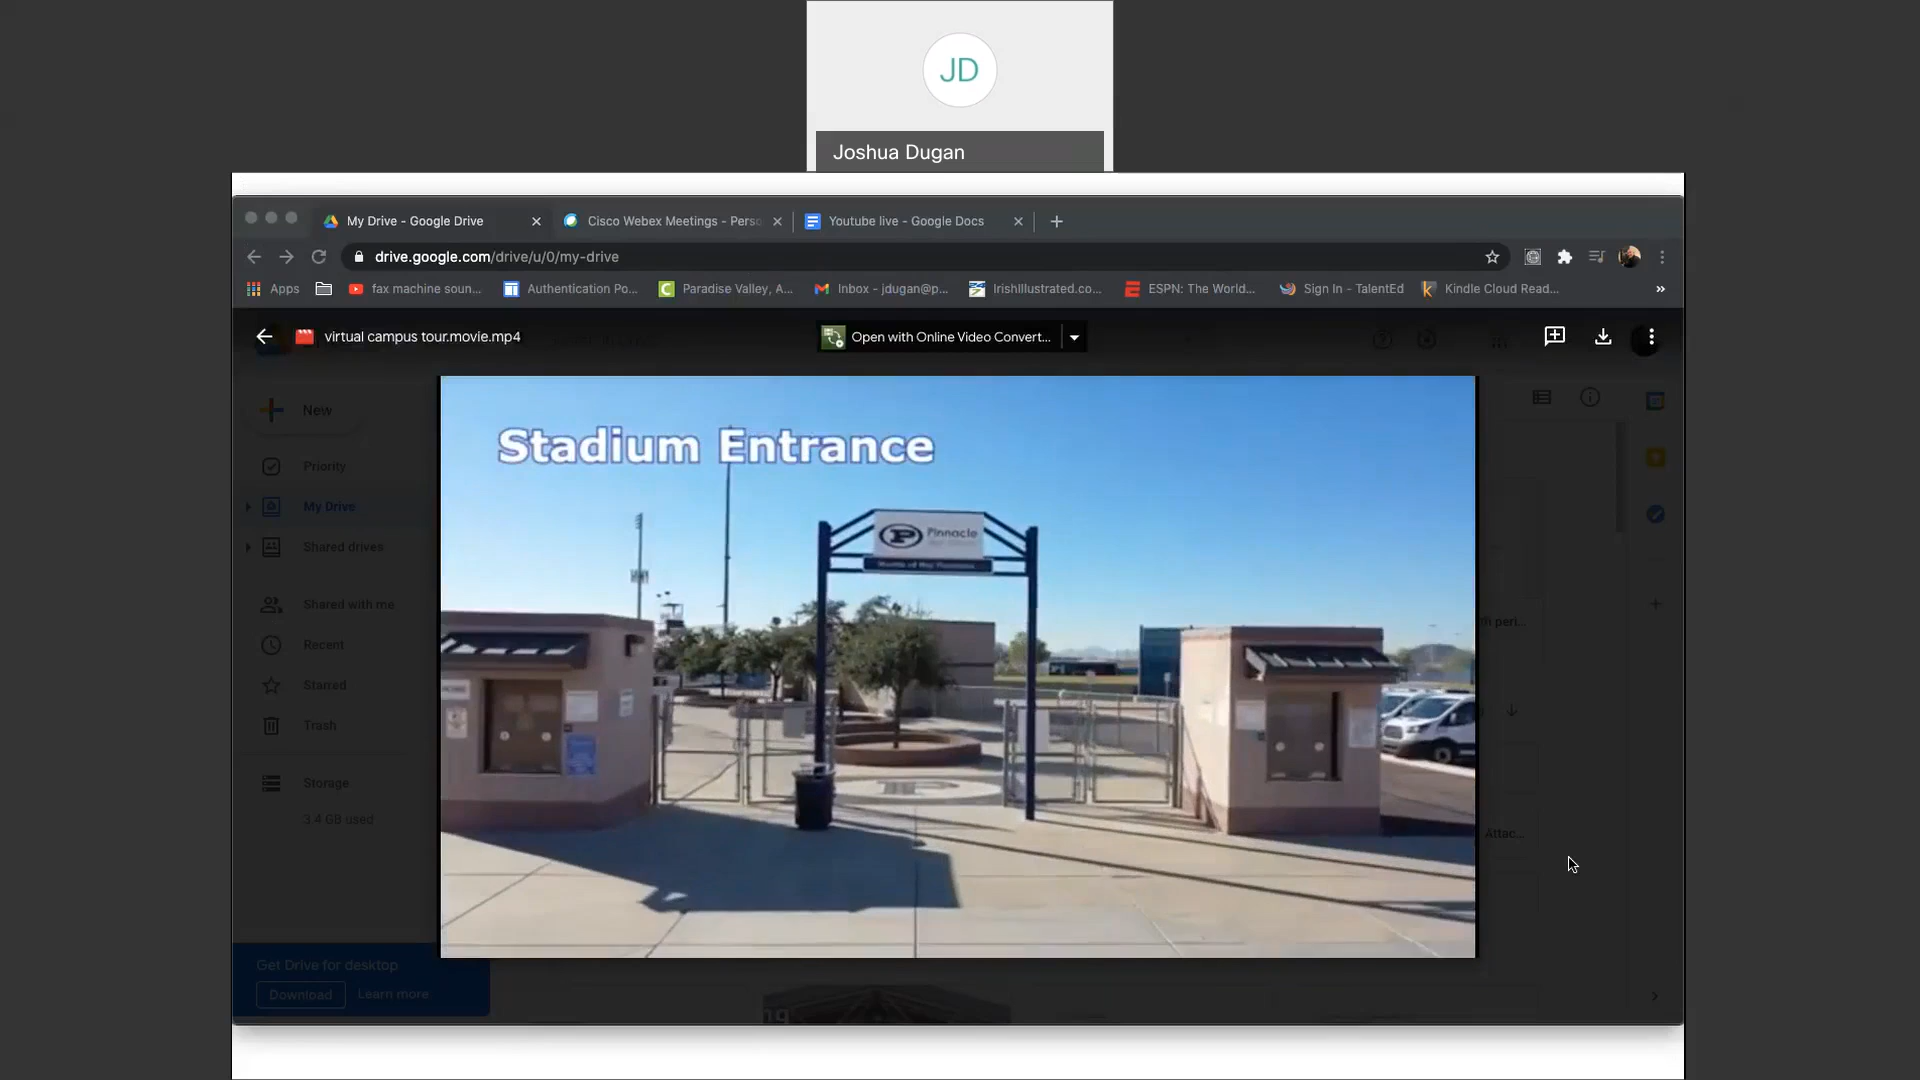 JD
Joshua Dugan
My Drive - Google Drive
Cisco Webex Meetings - Perso
Youtube live - Google Docs
drive.google.com/drive/u/0/my-drive
Apps
fax machine soun...
Authentication Po...
Paradise Valley, A...
Inbox - jdugan@p...
IrishIllustrated.co...
ESPN: The World...
Sign In - TalentEd
Kindle Cloud Read...
»
virtual campus tour.movie.mp4
Open with Online Video Convert...
New
Priority
My Drive
Shared drives
Shared with me
Recent
Starred
Trash
Storage
3.4 GB used
Get Drive for desktop
Download
Learn more
Stadium Entrance
P
Pinnacle
h peri...
Attac...